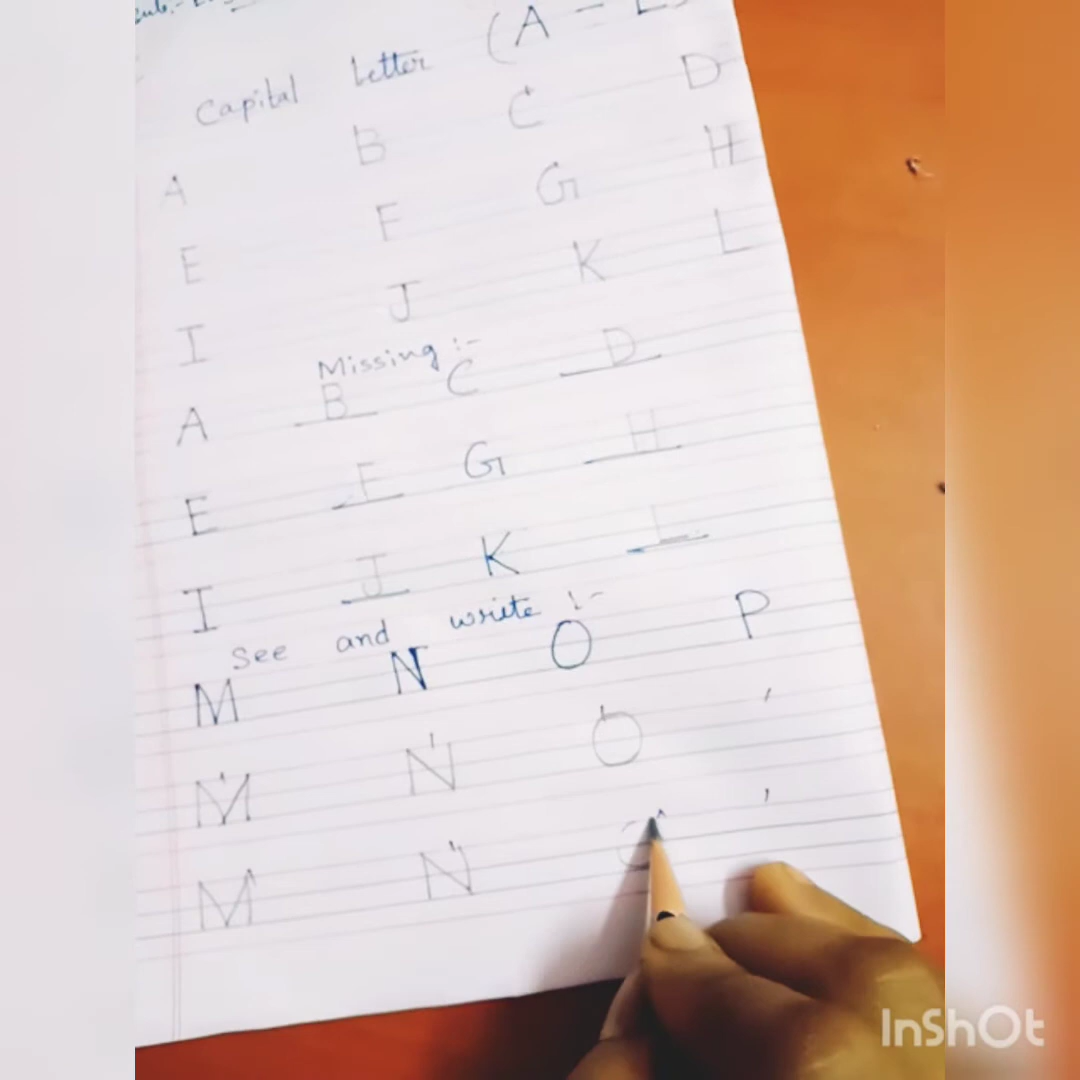 Capital Letter (A -
A B C D
E F G H
I J K L
Missing :-
A B C D
E F G H
I J K L
See and write :-
M N O P
M N O
M N
InShOt